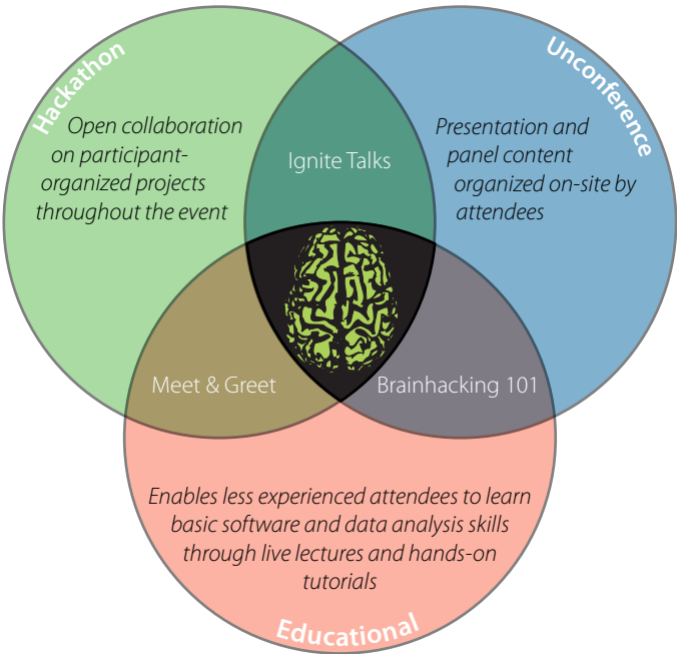 Hackathon
Open collaboration
on participant-
organized projects
throughout the event
Ignite Talks
Unconference
Presentation and
panel content
organized on-site by
attendees
Meet & Greet
Brainhacking 101
Enables less experienced attendees to learn
basic software and data analysis skills
through live lectures and hands-on
tutorials
Educational